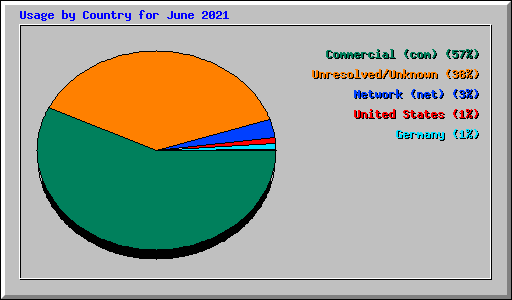 Usage by Country for June 2021
Commercial (com) (57%)
Unresolved/Unknown (38%)
Network (net) (3%)
United States (1%)
Germany (1%)